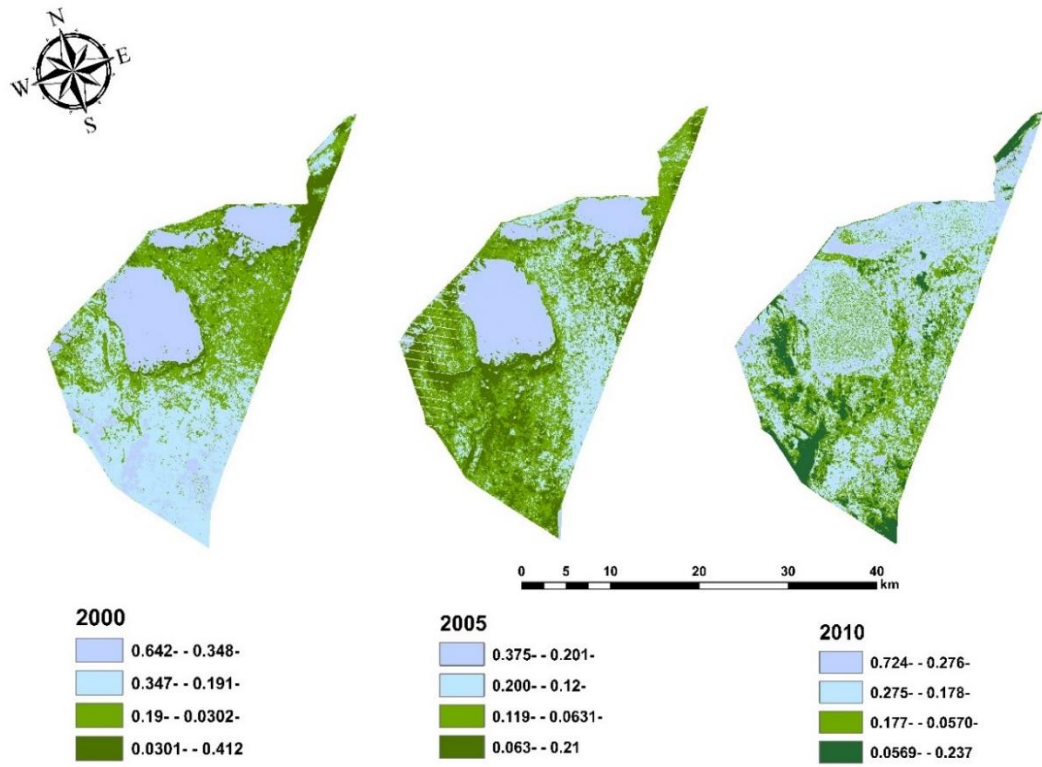 N
W E
S
0 5 10 20 30 40
km
2000
0.642- - 0.348-
0.347- - 0.191-
0.19- - 0.0302-
0.0301- - 0.412
2005
0.375- - 0.201-
0.200- - 0.12-
0.119- - 0.0631-
0.063- - 0.21
2010
0.724- - 0.276-
0.275- - 0.178-
0.177- - 0.0570-
0.0569- - 0.237